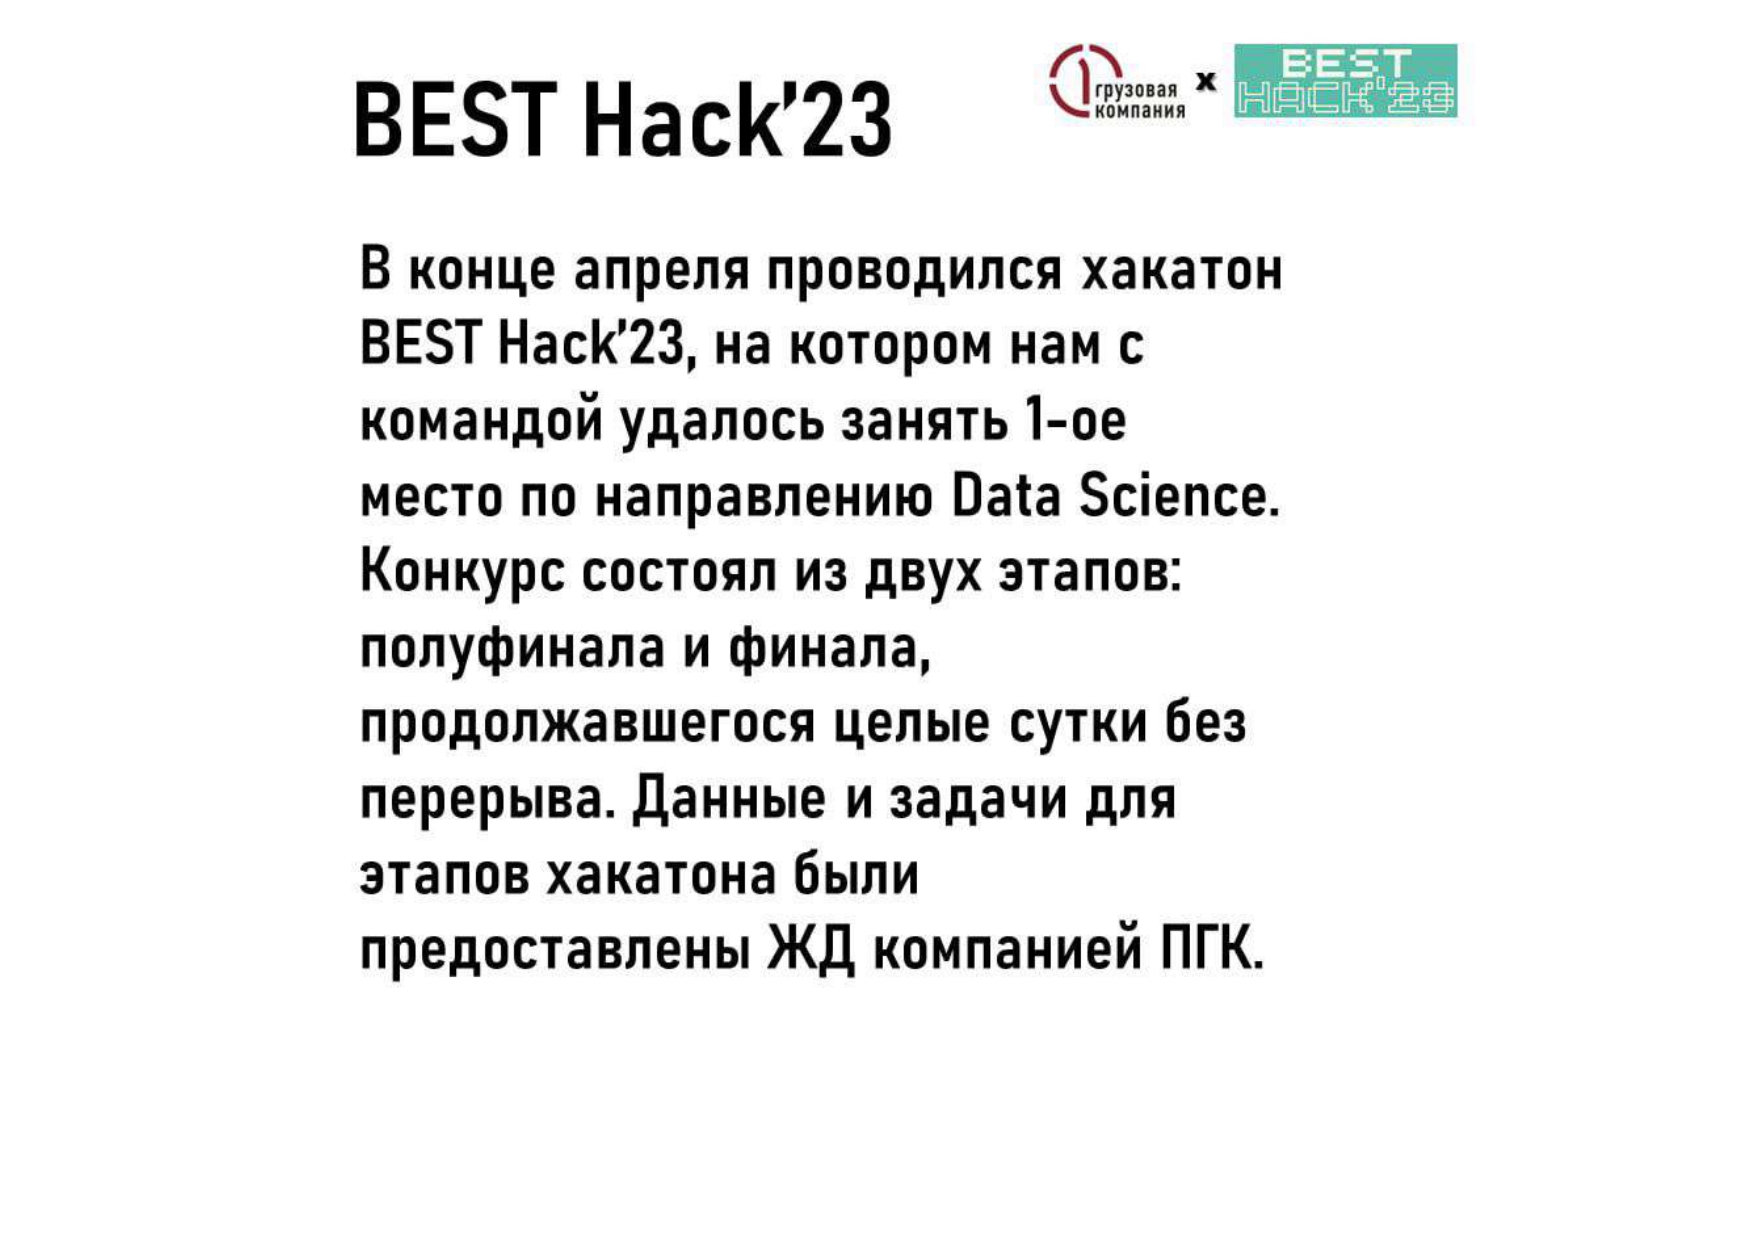 BEST Hack’23
1 грузовая
компания
x
BEST
HACK'23
В конце апреля проводился хакатон
BEST Hack’23, на котором нам с
командой удалось занять 1-ое
место по направлению Data Science.
Конкурс состоял из двух этапов:
полуфинала и финала,
продолжавшегося целые сутки без
перерыва. Данные и задачи для
этапов хакатона были
предоставлены ЖД компанией ПГК.